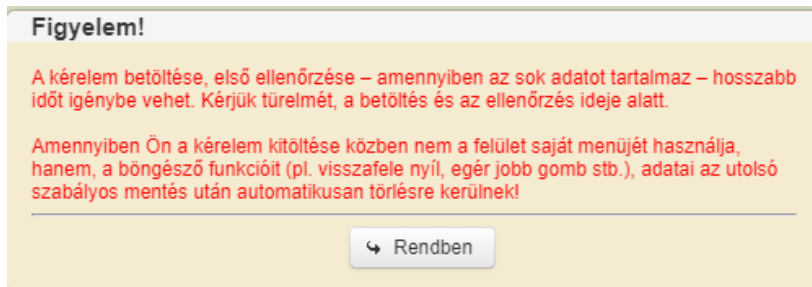 Figyelem!
A kérelem betöltése, első ellenőrzése – amennyiben az sok adatot tartalmaz – hosszabb
időt igénybe vehet. Kérjük türelmét, a betöltés és az ellenőrzés ideje alatt.
Amennyiben Ön a kérelem kitöltése közben nem a felület saját menüjét használja,
hanem, a böngésző funkcióit (pl. visszafele nyíl, egér jobb gomb stb.), adatai az utolsó
szabályos mentés után automatikusan törlésre kerülnek!
Rendben